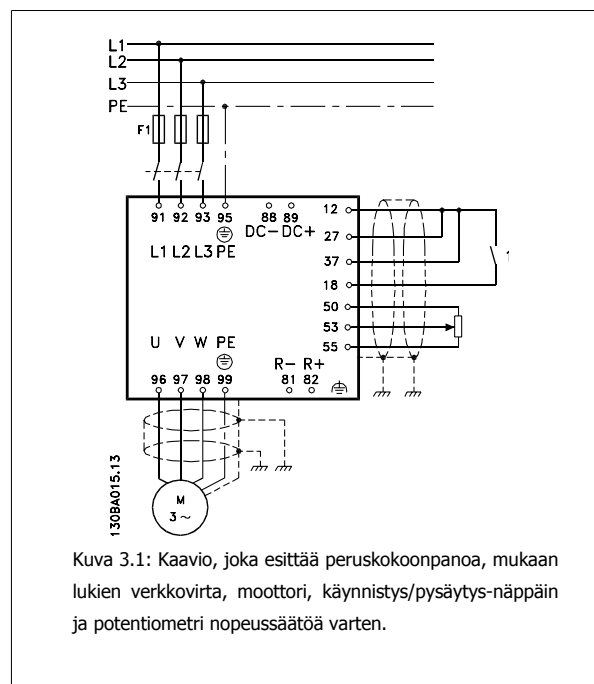 L1
L2
L3
PE
F1
91 92 93 95 88 89 12
DC- DC+
27
L1 L2 L3 PE
37
18
50
53
U V W PE
55
R- R+
96 97 98 99 81 82
M
3 ~
130BA015.13
Kuva 3.1: Kaavio, joka esittää peruskokoonpanoa, mukaan
lukien verkkovirta, moottori, käynnistys/pysäytys-näppäin
ja potentiometri nopeussäätöä varten.